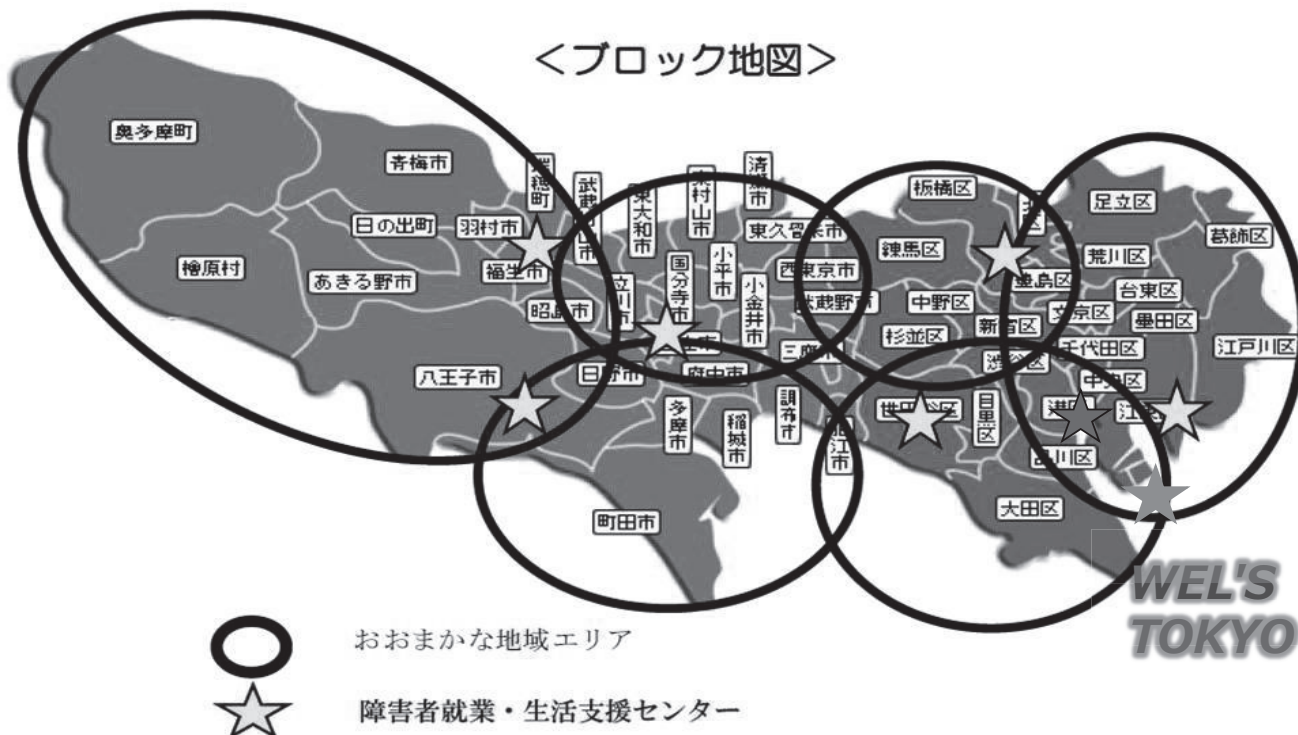 ＜ブロック地図＞
奥多摩町
青梅市
瑞穂町
武蔵村山市
東大和市
東村山市
清瀬市
板橋区
北区
足立区
葛飾区
日の出町
羽村市
東久留米市
練馬区
荒川区
檜原村
あきる野市
福生市
国分寺市
小平市
西東京市
豊島区
台東区
昭島市
立川市
小金井市
武蔵野市
中野区
新宿区
文京区
墨田区
杉並区
江戸川区
三鷹市
渋谷区
千代田区
八王子市
日野市
府中市
中央区
多摩市
稲城市
調布市
狛江市
世田谷区
目黒区
港区
品川区
町田市
大田区
WEL'S
TOKYO
おおまかな地域エリア
障害者就業・生活支援センター